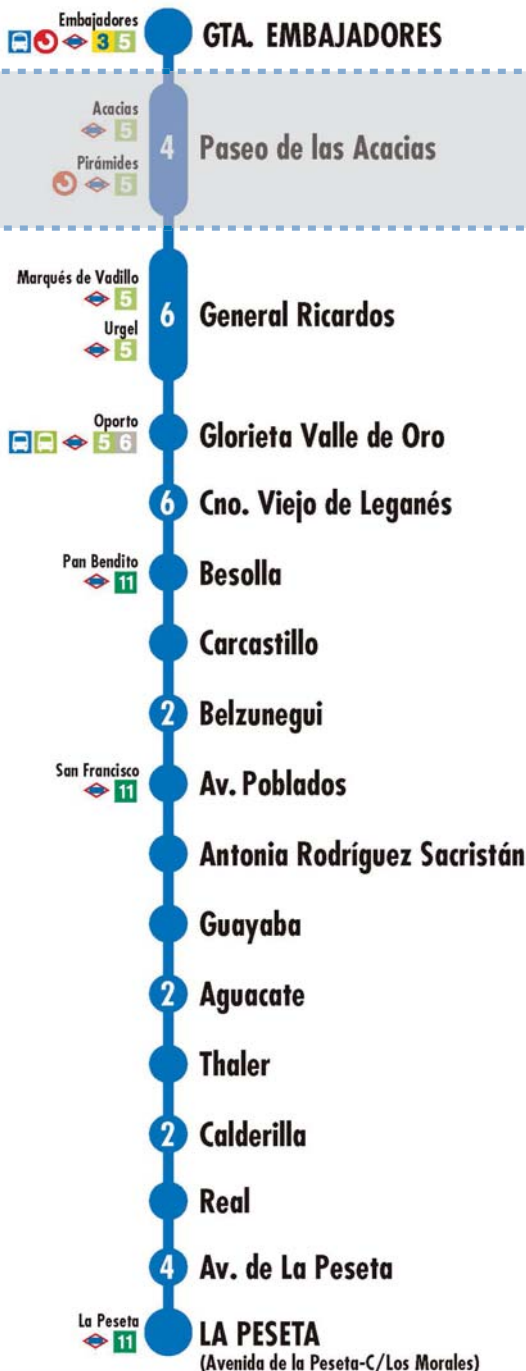 Embajadores
3 5
GTA. EMBAJADORES
Acacias
5
Pirámides
5
4
Paseo de las Acacias
Marqués de Vadillo
5
Urgel
5
6
General Ricardos
Oporto
5 6
Glorieta Valle de Oro
6
Cno. Viejo de Leganés
Pan Bendito
11
Besolla
Carcastillo
2
Belzunegui
San Francisco
11
Av. Poblados
Antonia Rodríguez Sacristán
Guayaba
2
Aguacate
Thaler
2
Calderilla
Real
4
Av. de La Peseta
La Peseta
11
LA PESETA
(Avenida de la Peseta-C/Los Morales)